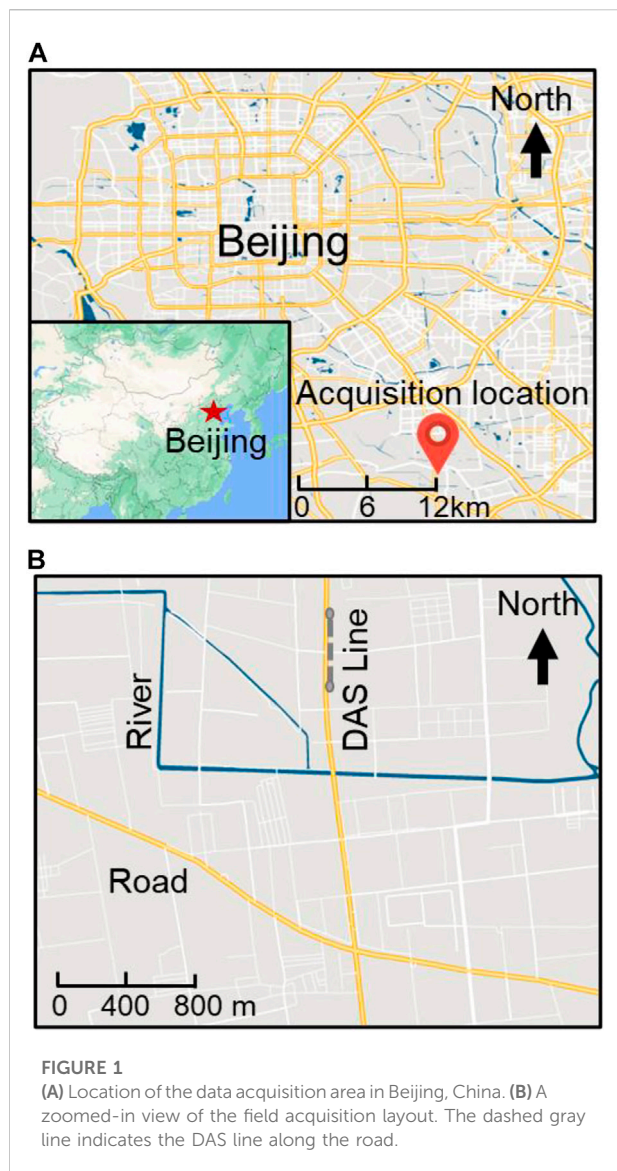 A
North
Beijing
Acquisition location
Beijing
0 6 12km
B
North
River
DAS Line
Road
0 400 800 m
FIGURE 1
(A) Location of the data acquisition area in Beijing, China. (B) A
zoomed-in view of the field acquisition layout. The dashed gray
line indicates the DAS line along the road.